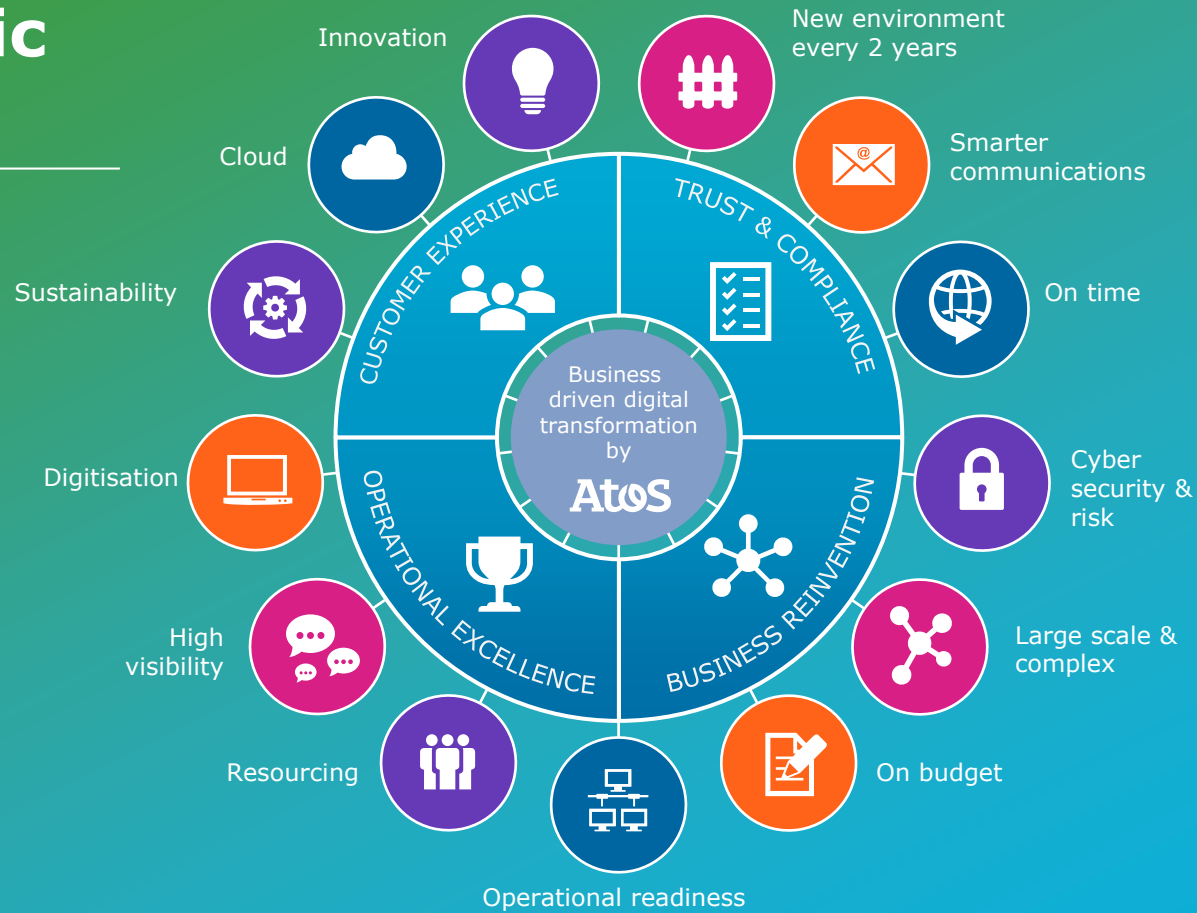 ic
Innovation
New environment
every 2 years
Cloud
Smarter
communications
Sustainability
On time
Digitisation
Cyber
security &
risk
High
visibility
Large scale &
complex
Resourcing
On budget
Operational readiness
CUSTOMER EXPERIENCE
TRUST & COMPLIANCE
OPERATIONAL EXCELLENCE
BUSINESS REINVENTION
Business
driven digital
transformation
by
Atos
@